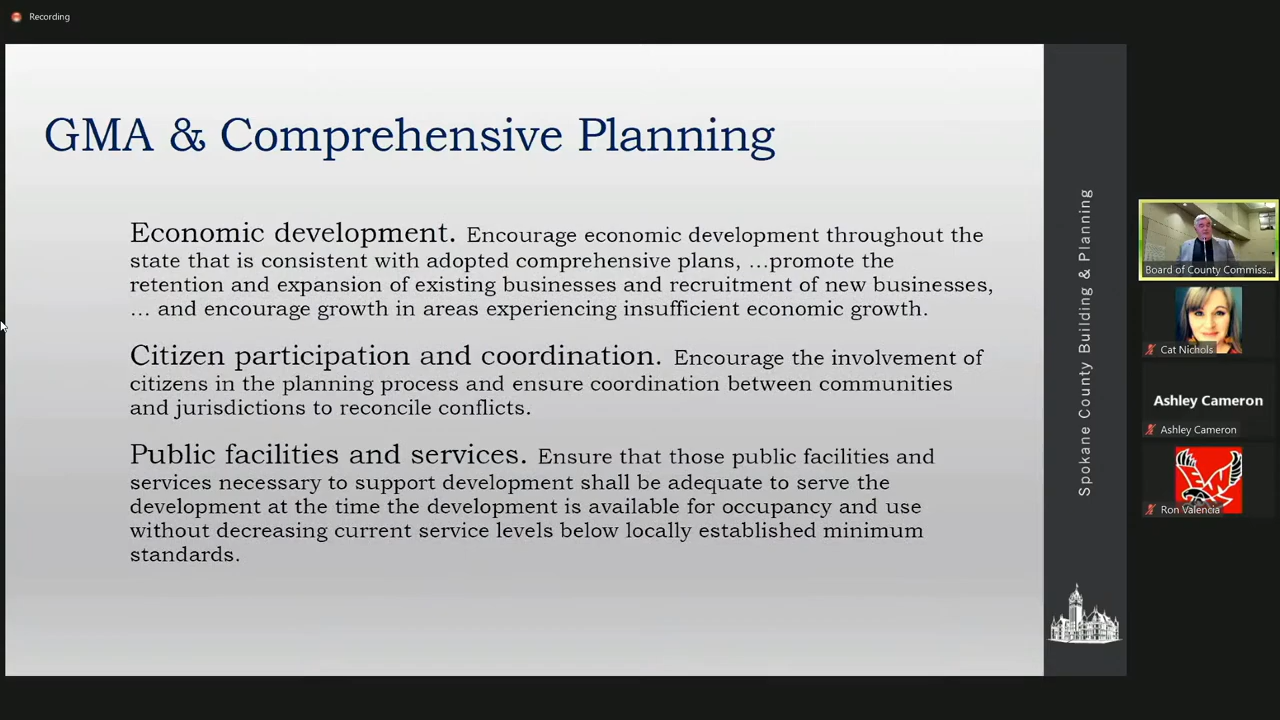 Recording
GMA & Comprehensive Planning
Economic development. Encourage economic development throughout the
state that is consistent with adopted comprehensive plans, …promote the
retention and expansion of existing businesses and recruitment of new businesses,
… and encourage growth in areas experiencing insufficient economic growth.
Citizen participation and coordination. Encourage the involvement of
citizens in the planning process and ensure coordination between communities
and jurisdictions to reconcile conflicts.
Public facilities and services. Ensure that those public facilities and
services necessary to support development shall be adequate to serve the
development at the time the development is available for occupancy and use
without decreasing current service levels below locally established minimum
standards.
Spokane County Building & Planning
Board of County Commiss...
Cat Nichols
Ashley Cameron
Ashley Cameron
Ron Valencia